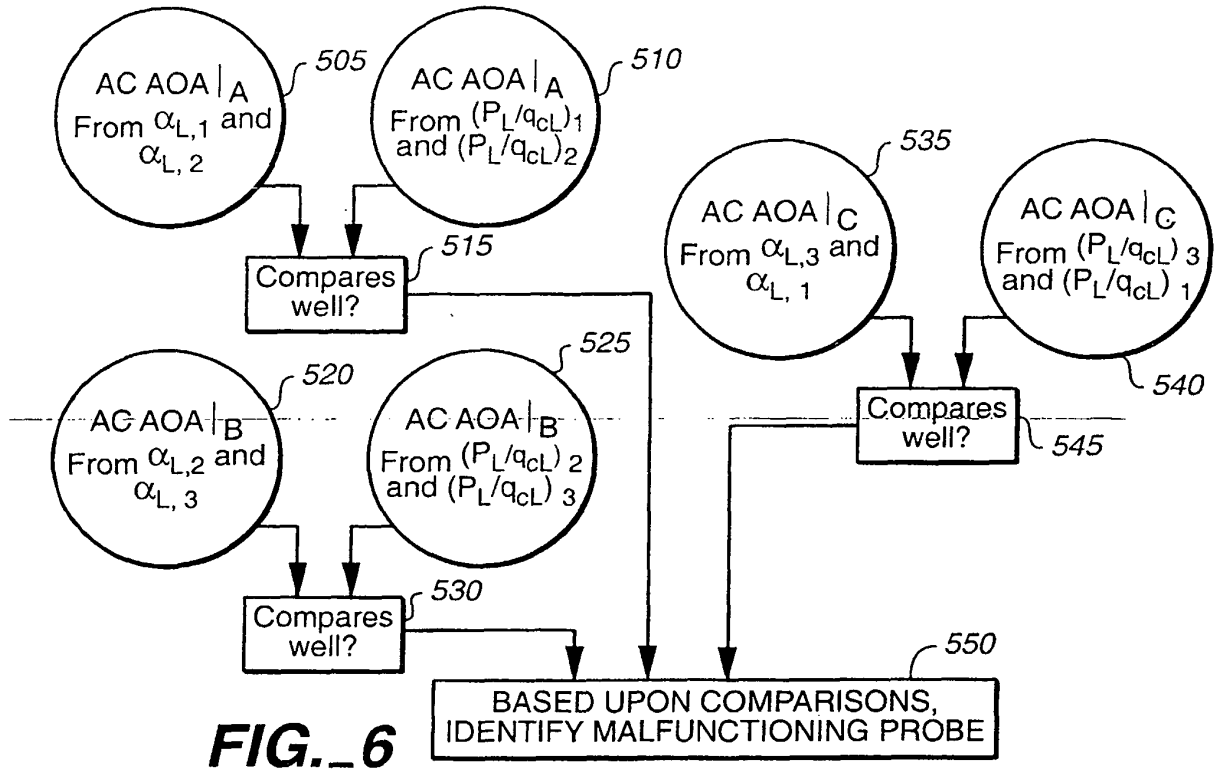 AC AOA|A
From αL,1 and
αL, 2
505
AC AOA|A
From (PL/qcL)1
and (PL/qcL)2
510
Compares
well?
515
AC AOA|C
From αL,3 and
αL, 1
535
AC AOA|C
From (PL/qcL) 3
and (PL/qcL) 1
540
Compares
well?
545
AC AOA|B
From αL,2 and
αL, 3
520
AC AOA|B
From (PL/qcL) 2
and (PL/qcL) 3
525
Compares
well?
530
550
BASED UPON COMPARISONS,
IDENTIFY MALFUNCTIONING PROBE
FIG._6